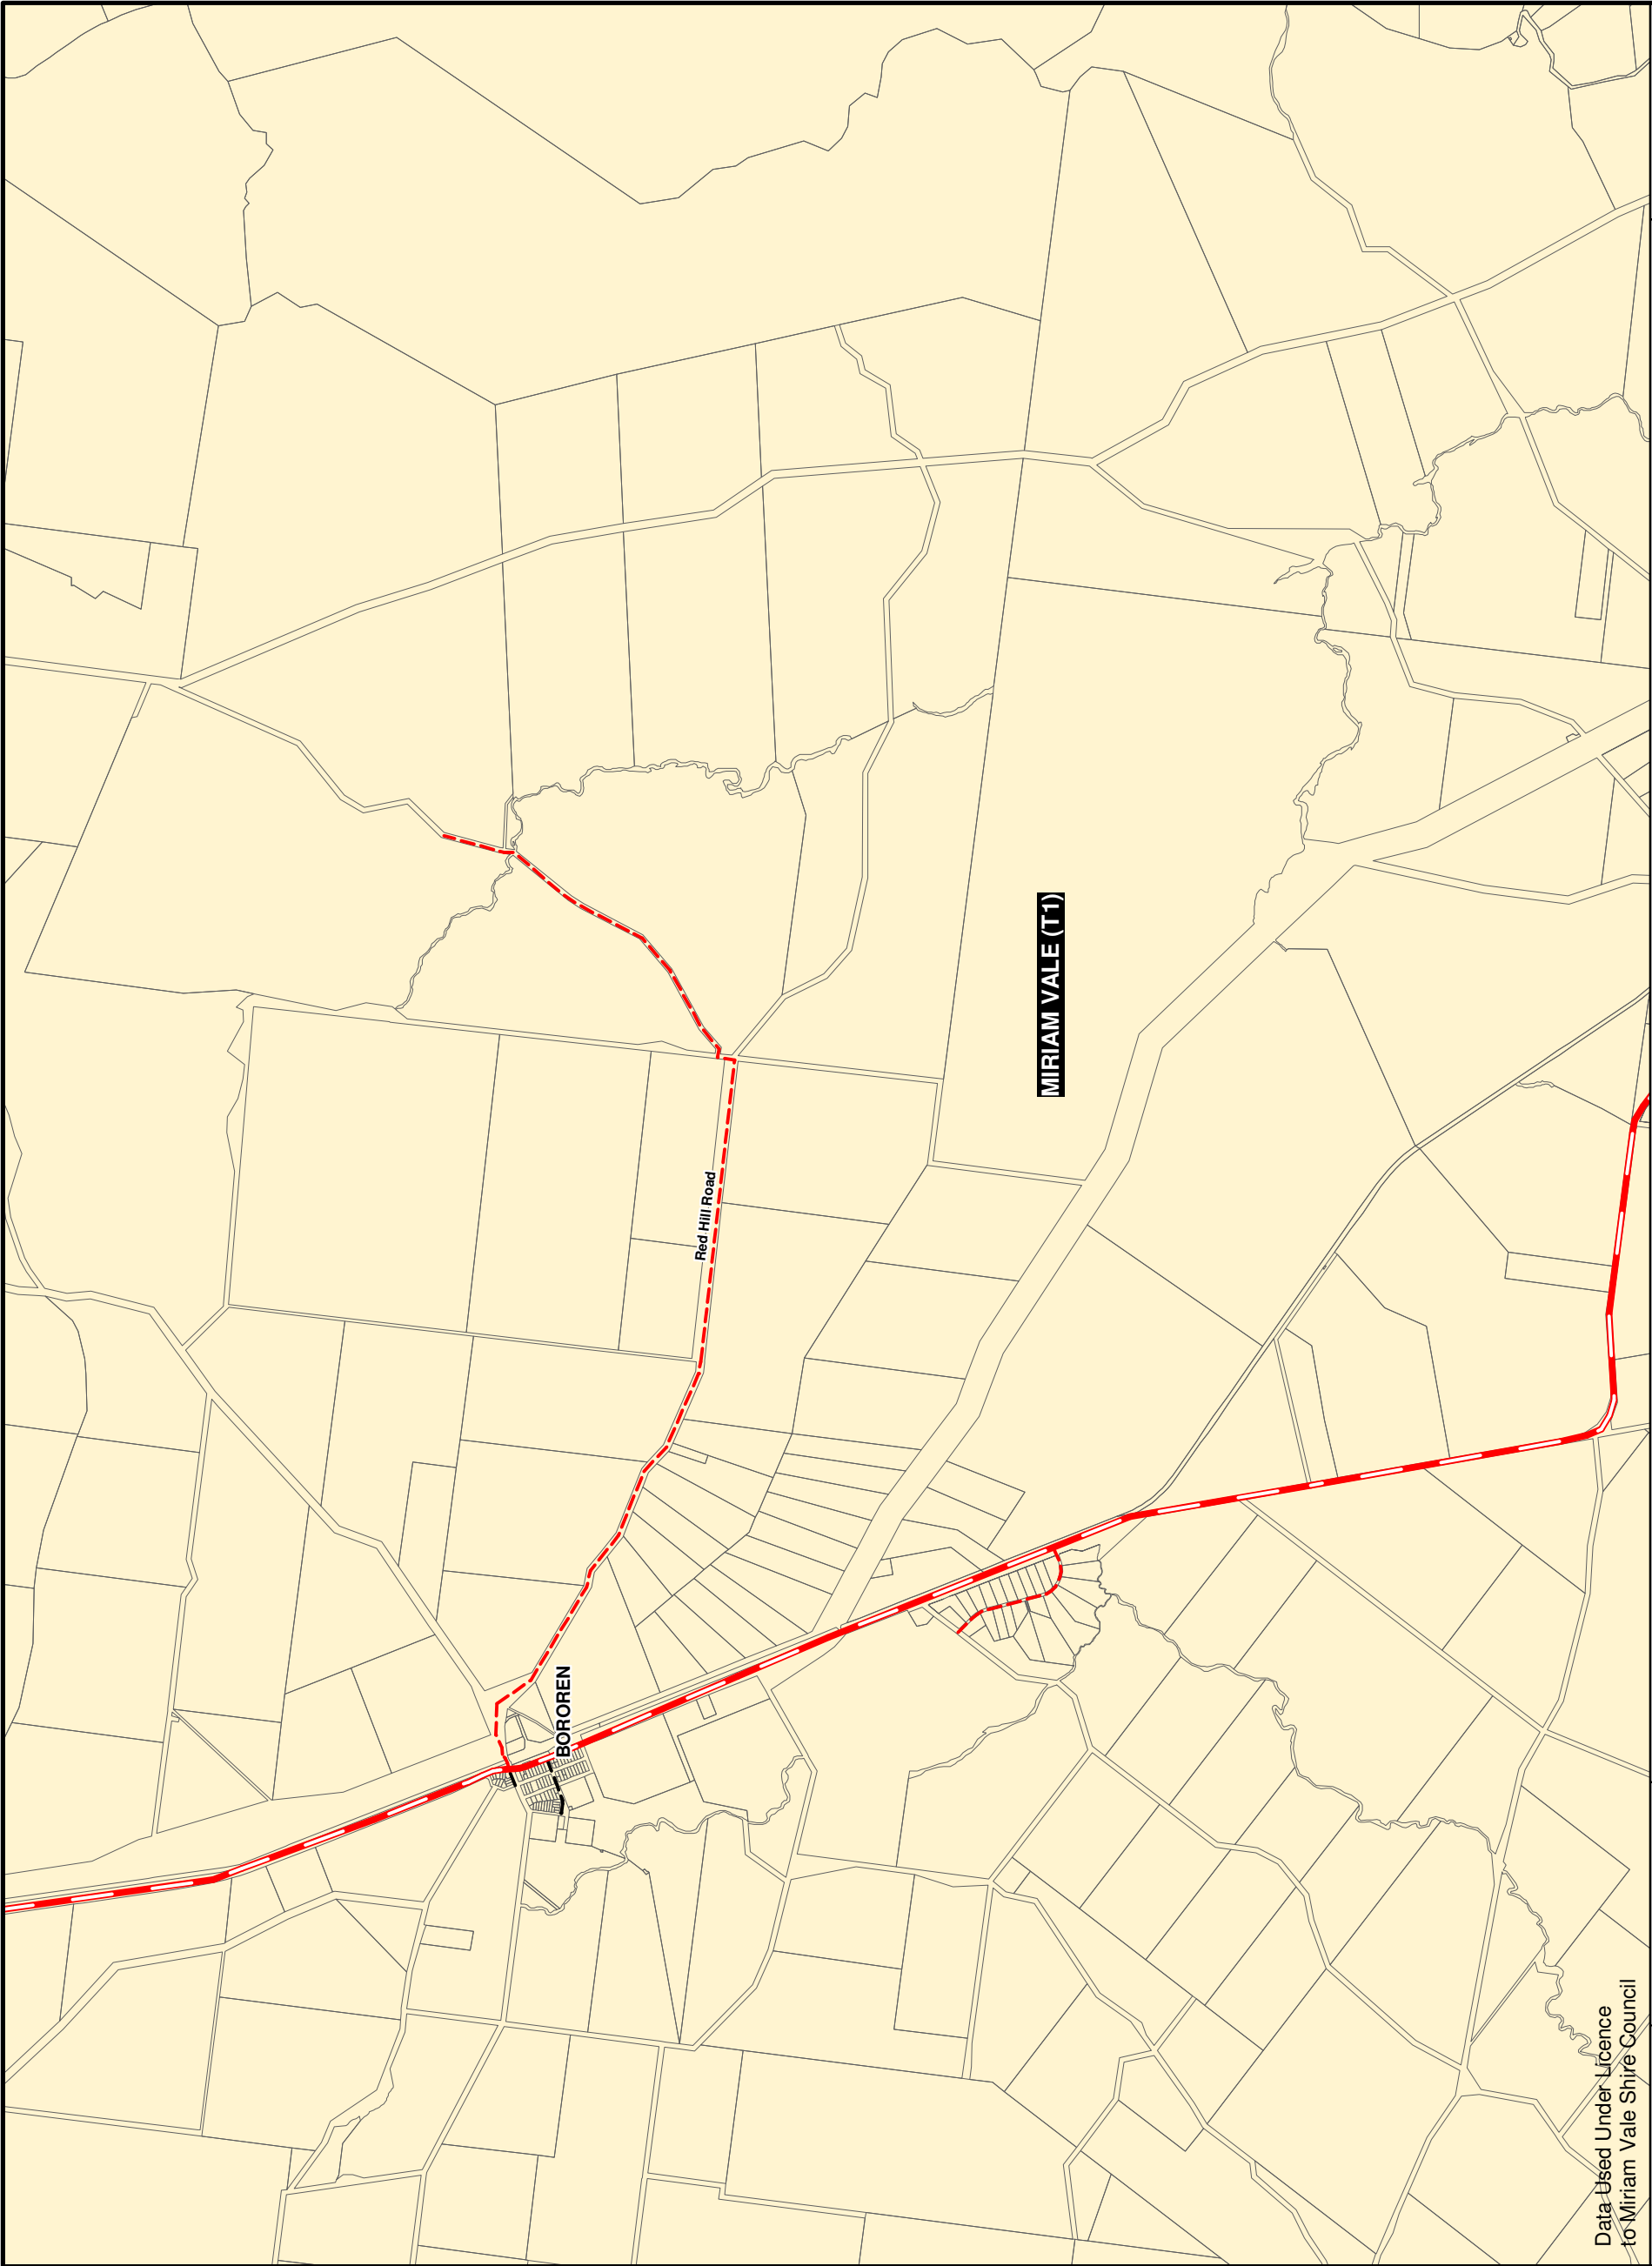 Red Hill Road
MIRIAM VALE (T1)
BOROREN
Data Used Under Licence
to Miriam Vale Shire Council